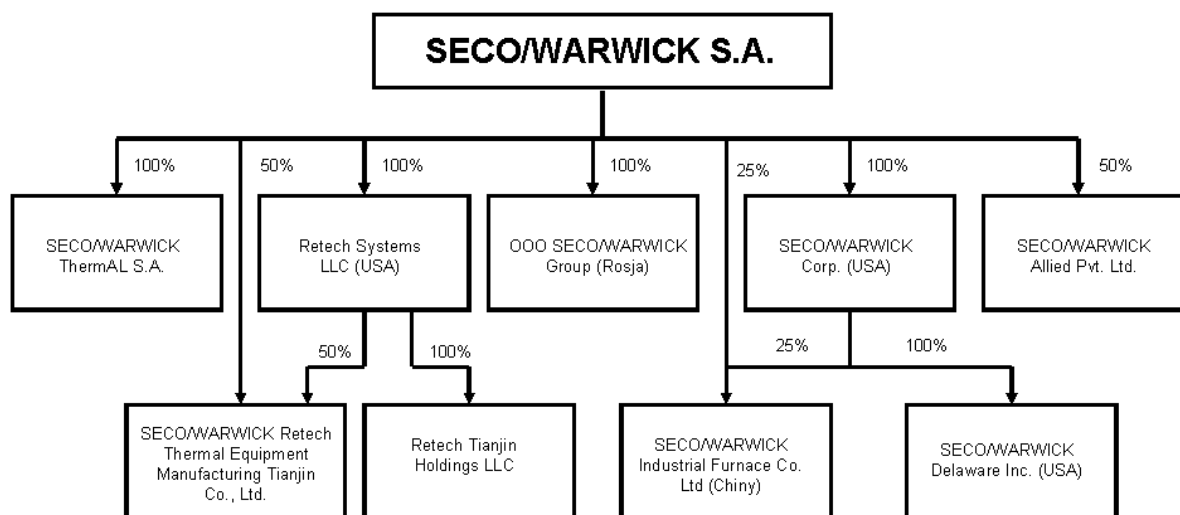 SECO/WARWICK S.A.
100%
50%
100%
100%
25%
100%
50%
SECO/WARWICK
ThermAL S.A.
Retech Systems
LLC (USA)
OOO SECO/WARWICK
Group (Rosja)
SECO/WARWICK
Corp. (USA)
SECO/WARWICK
Allied Pvt. Ltd.
50%
100%
25%
100%
SECO/WARWICK Retech
Thermal Equipment
Manufacturing Tianjin
Co., Ltd.
Retech Tianjin
Holdings LLC
SECO/WARWICK
Industrial Furnace Co.
Ltd (Chiny)
SECO/WARWICK
Delaware Inc. (USA)